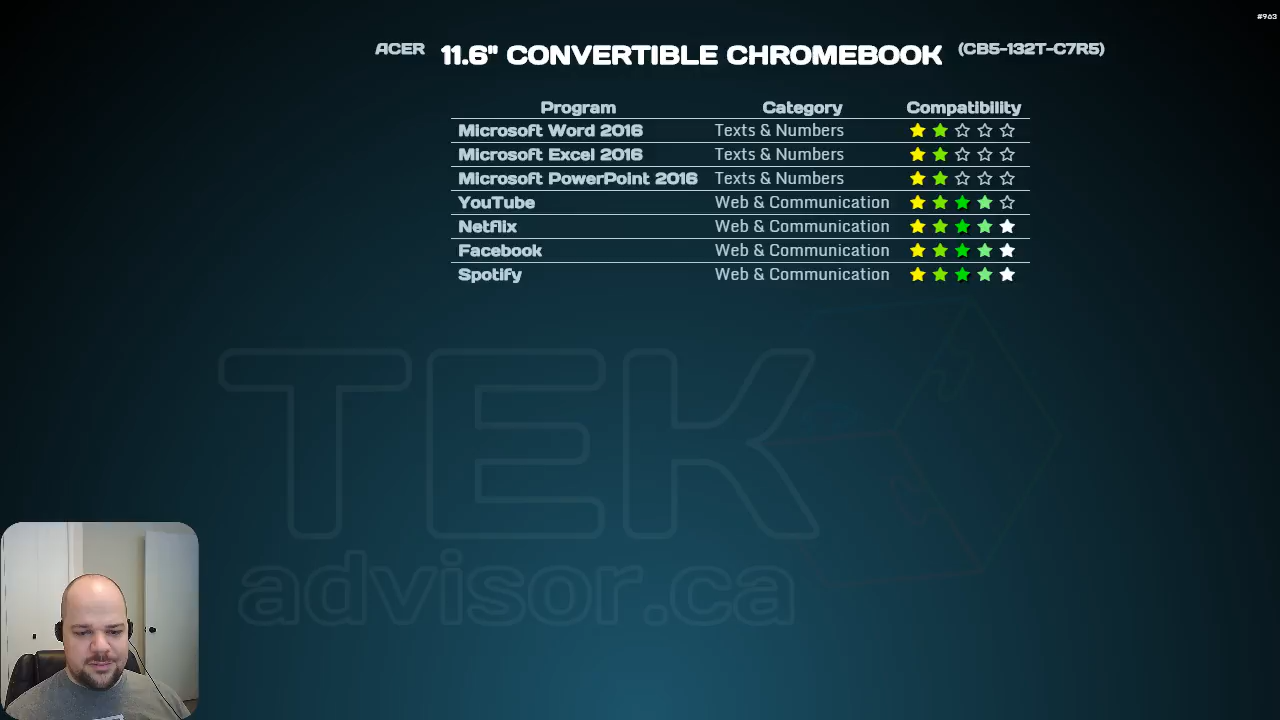 #963
ACER 11.6" CONVERTIBLE CHROMEBOOK (CB5-132T-C7R5)
Program Category Compatibility
Microsoft Word 2016 Texts & Numbers
Microsoft Excel 2016 Texts & Numbers
Microsoft PowerPoint 2016 Texts & Numbers
YouTube Web & Communication
Netflix Web & Communication
Facebook Web & Communication
Spotify Web & Communication
TEK
advisor.ca